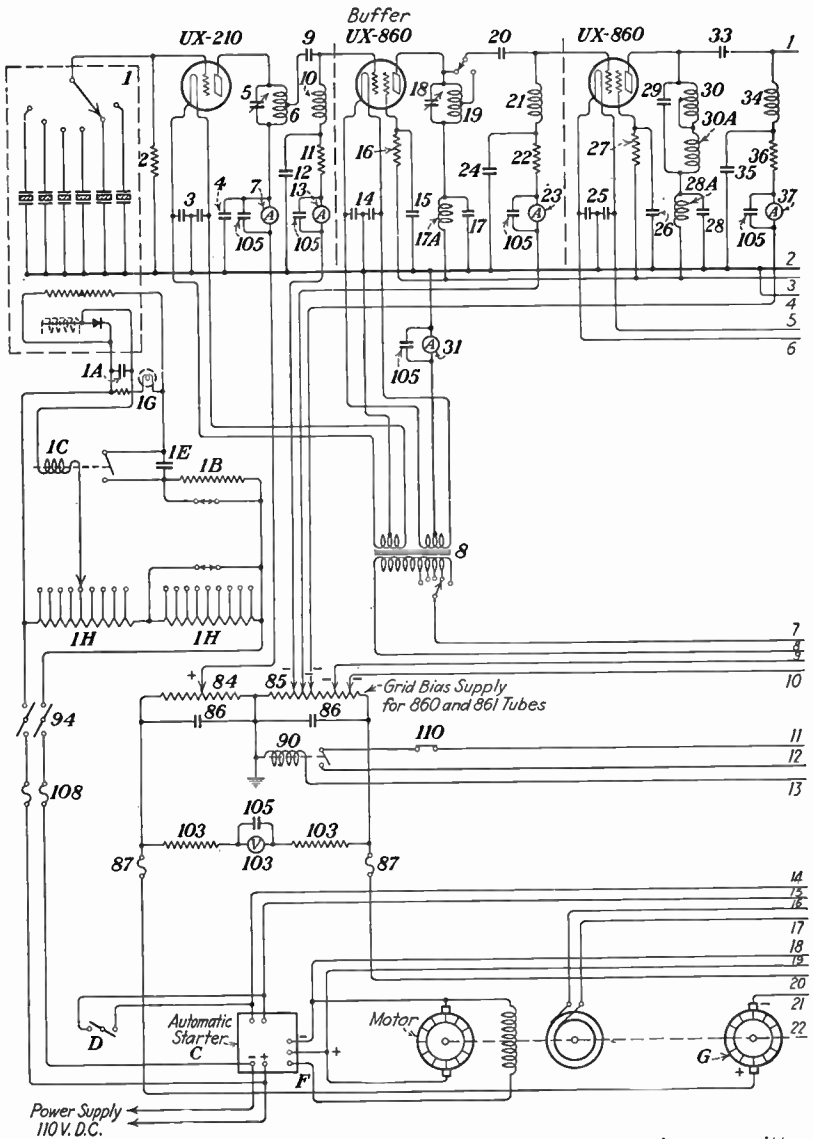 Buffer
UX-210 9 UX-860 20 UX-860 33 1
1
5 6 10 18 19 21 29 30 34
30A
2 11 16 22 27 36
12 24 35
3 4 7 13 14 15 23 25 28A 37
105 105 17A 17 105 26 28 105
2
3
4
5
6
31
105
1A
1G
1C 1E
1B
8
1H 1H
7
8
9
10
+ 84 85 - - - -
Grid Bias Supply
for 860 and 861 Tubes
86 86
94
90 110 11
12
13
108
105
103 103
87 103 87
14
15
16
17
18
19
20
21
22
D
Automatic
Starter
C
- +
F
-
+
Motor
-
G
+
Power Supply
110 V. D.C.